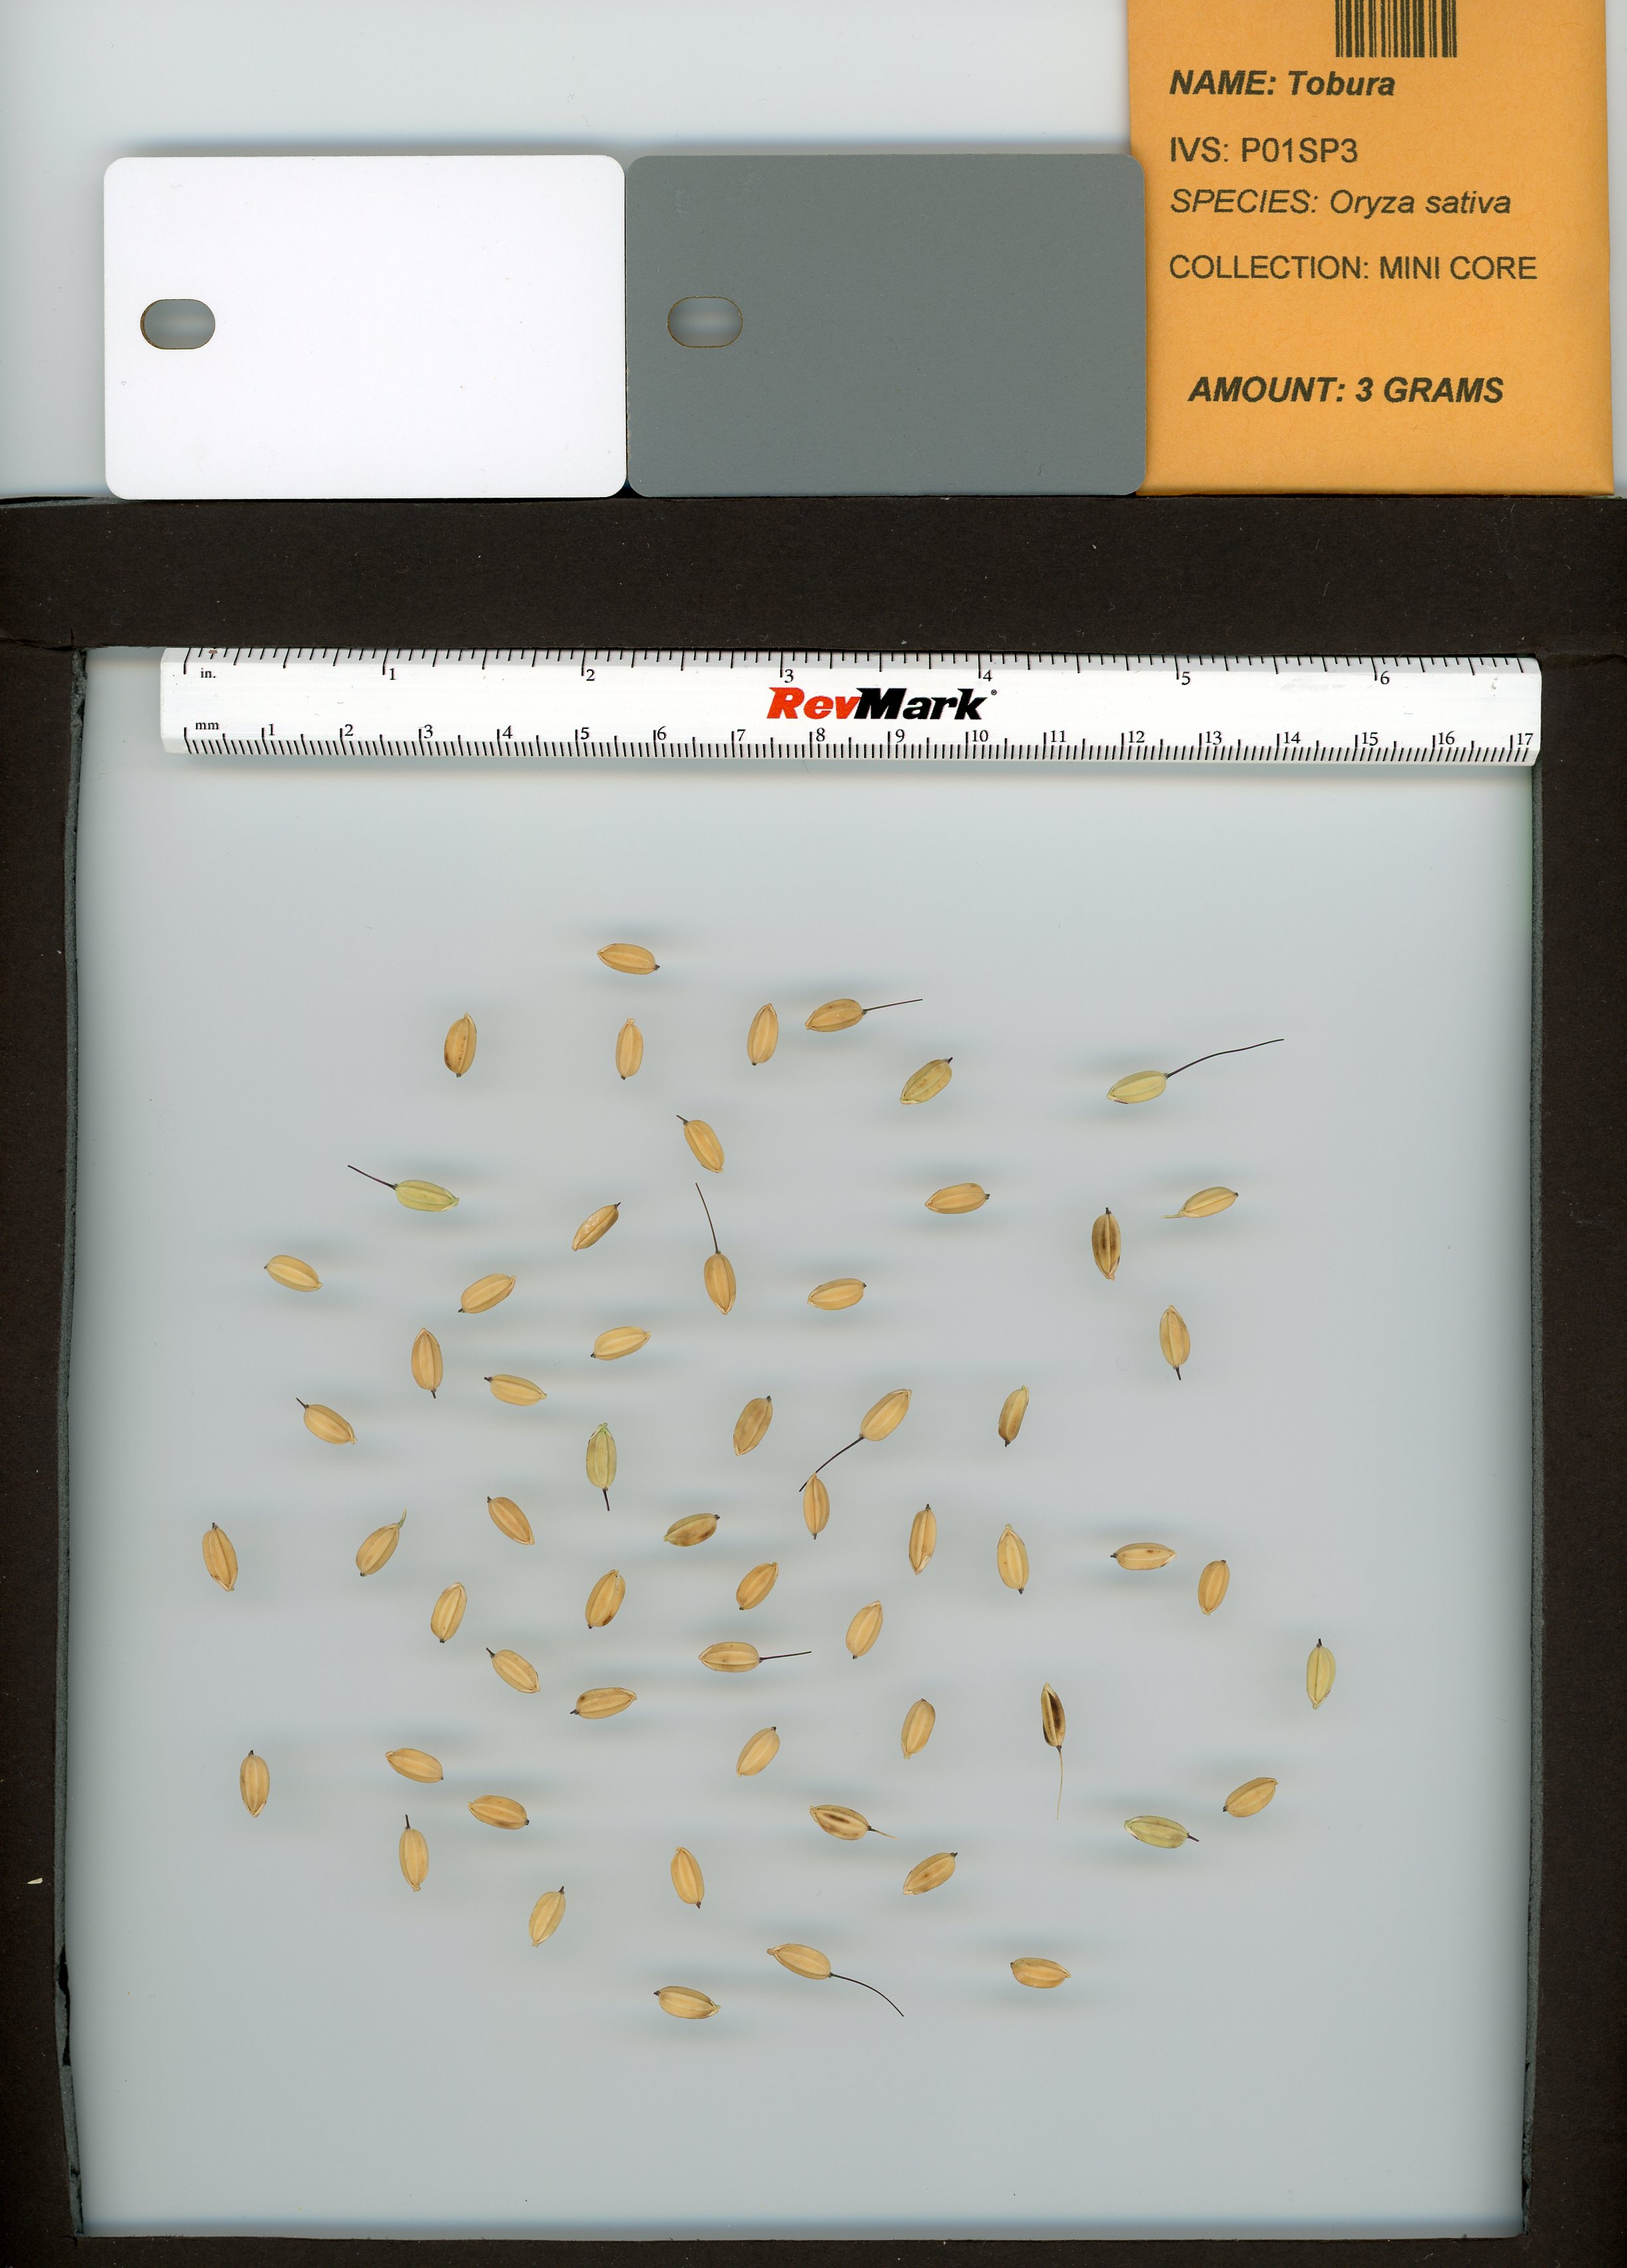 NAME: Tobura
IVS: P01SP3
SPECIES: Oryza sativa
COLLECTION: MINI CORE
AMOUNT: 3 GRAMS
in. 1 2 3 4 5 6
RevMark
mm 1 2 3 4 5 6 7 8 9 10 11 12 13 14 15 16 17